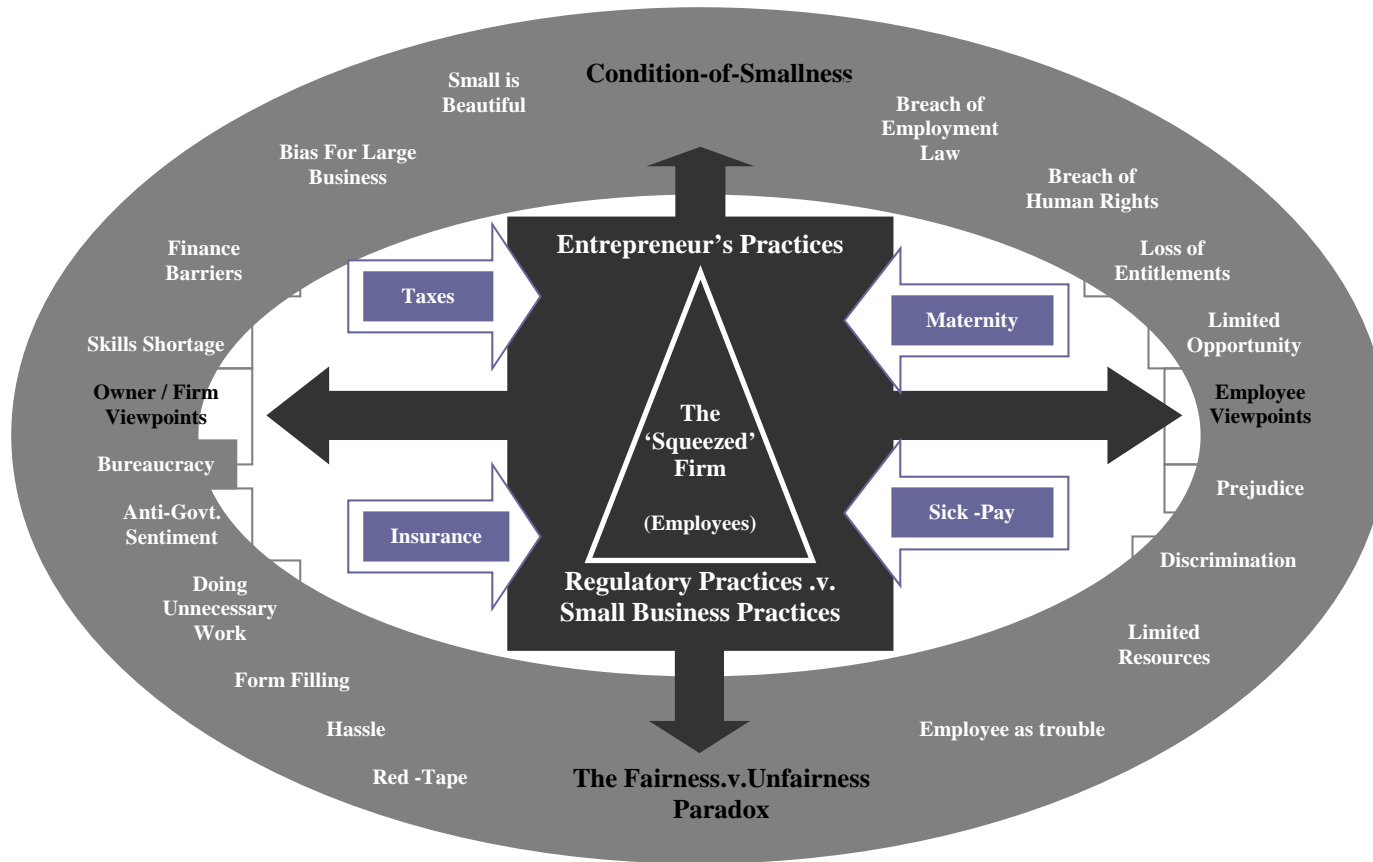 Condition-of-Smallness
Small is
Beautiful
Bias For Large
Business
Finance
Barriers
Skills Shortage
Owner / Firm
Viewpoints
Bureaucracy
Anti-Govt.
Sentiment
Doing
Unnecessary
Work
Form Filling
Hassle
Red -Tape
Taxes
Insurance
Entrepreneur’s Practices
The
‘Squeezed’
Firm
(Employees)
Regulatory Practices .v.
Small Business Practices
Maternity
Sick -Pay
Breach of
Employment
Law
Breach of
Human Rights
Loss of
Entitlements
Limited
Opportunity
Employee
Viewpoints
Prejudice
Discrimination
Limited
Resources
Employee as trouble
The Fairness.v.Unfairness
Paradox